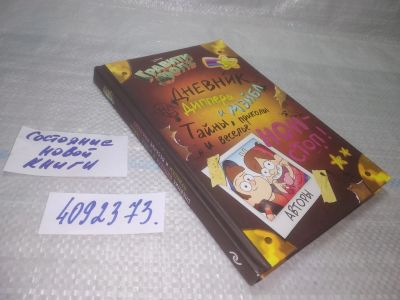 Гравити
Фолз
Дневник
Диппера
и Мэйбл
Тайны, приколы
и веселье
нон-
стоп!
Авторы
Состояние
новой
книги
4092373.